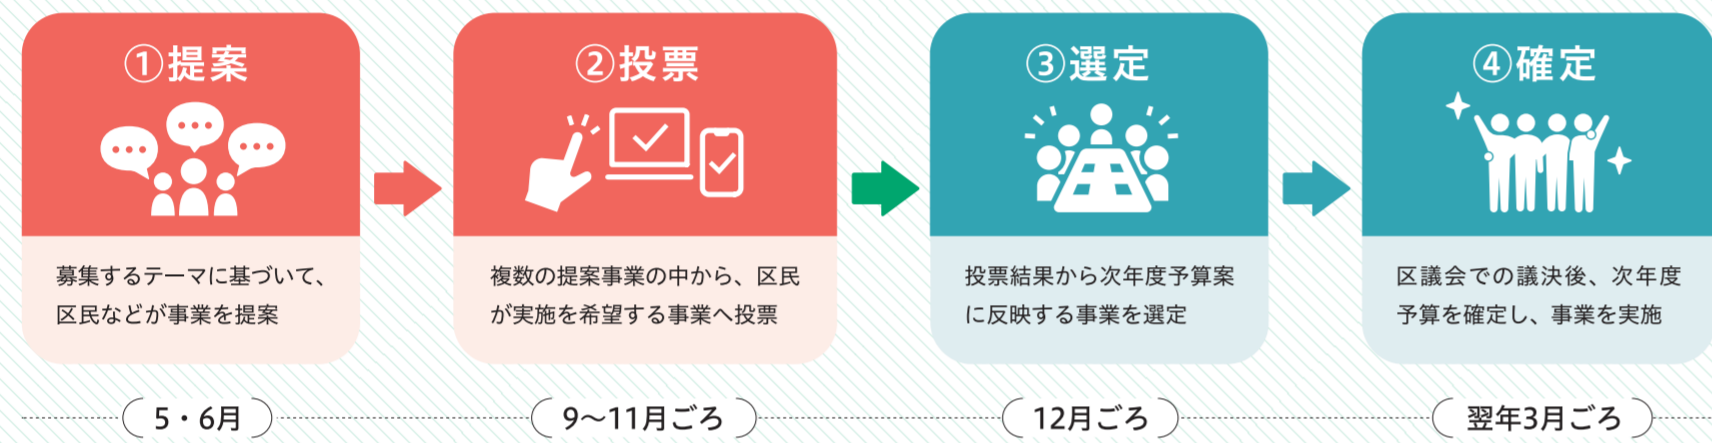 ①提案
募集するテーマに基づいて、
区民などが事業を提案
5・6月
②投票
複数の提案事業の中から、区民
が実施を希望する事業へ投票
9〜11月ごろ
③選定
投票結果から次年度予算案
に反映する事業を選定
12月ごろ
④確定
区議会での議決後、次年度
予算を確定し、事業を実施
翌年3月ごろ